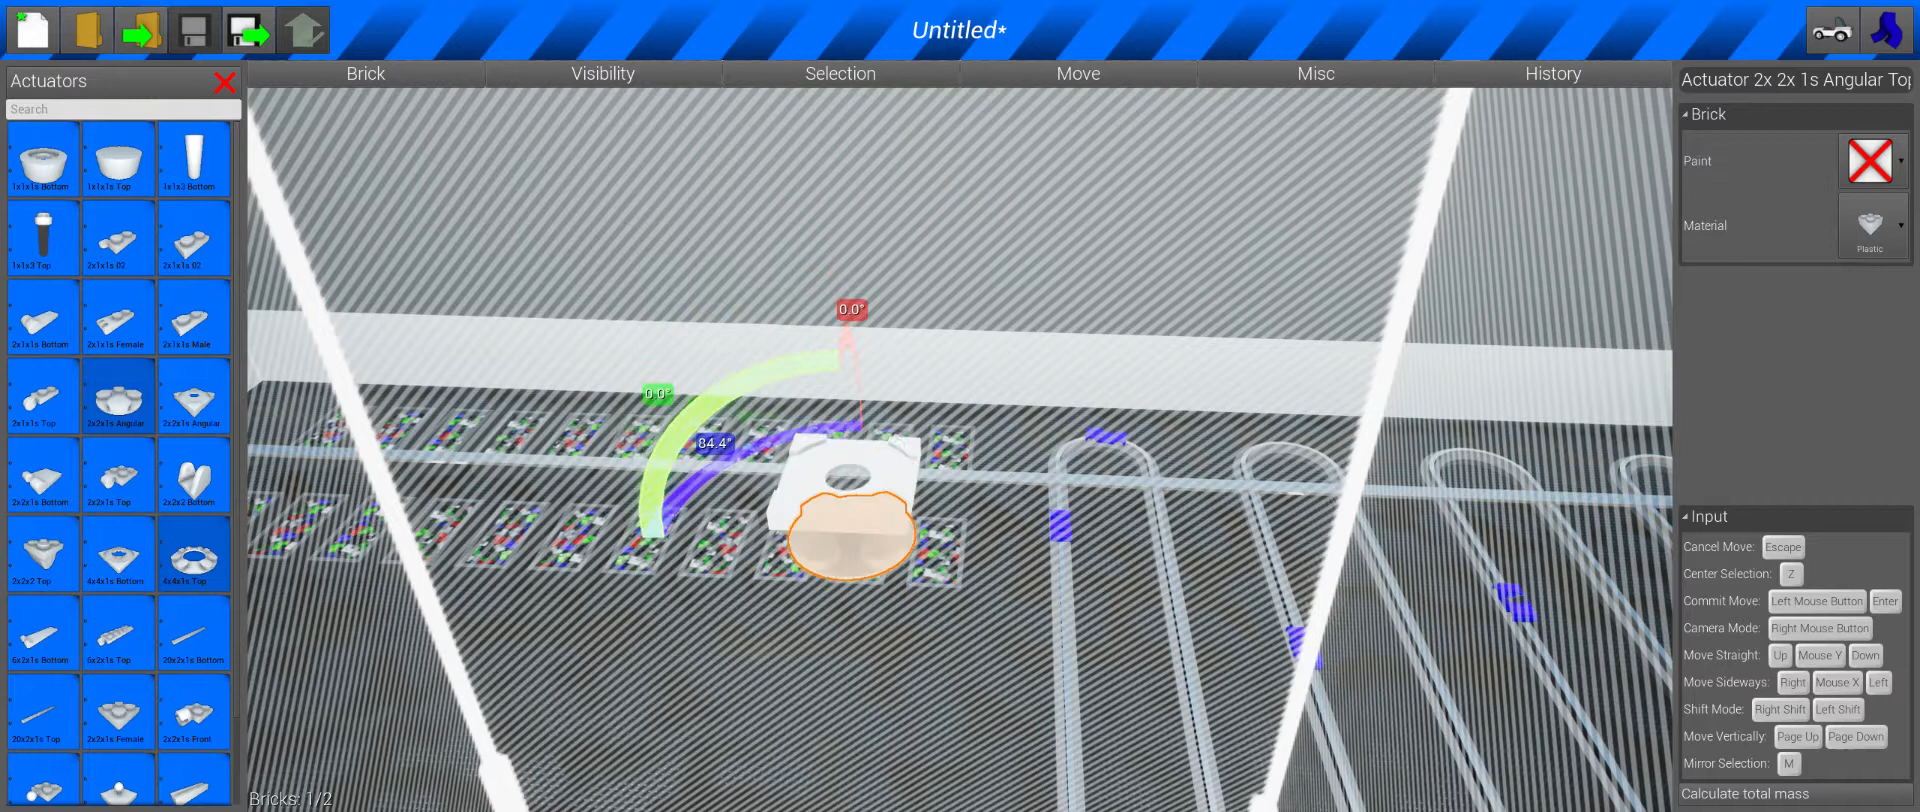 Untitled*
Actuators
Search
1x1x1s Bottom
1x1x1s Top
1x1x3 Bottom
1x1x3 Top
2x1x1s 02
2x1x1s 02
2x1x1s Bottom
2x1x1s Female
2x1x1s Male
2x1x1s Top
2x2x1s Angular
2x2x1s Angular
2x2x1s Bottom
2x2x1s Top
2x2x2 Bottom
2x2x2 Top
4x4x1s Bottom
4x4x1s Top
6x2x1s Bottom
6x2x1s Top
20x2x1s Bottom
20x2x1s Top
2x2x1s Female
2x2x1s Front
Brick
Visibility
Selection
Move
Misc
History
0.0°
0.0°
84.4°
Bricks: 1/2
Actuator 2x 2x 1s Angular Top
Brick
Paint
Material
Plastic
Input
Cancel Move: Escape
Center Selection: Z
Commit Move: Left Mouse Button Enter
Camera Mode: Right Mouse Button
Move Straight: Up Mouse Y Down
Move Sideways: Right Mouse X Left
Shift Mode: Right Shift Left Shift
Move Vertically: Page Up Page Down
Mirror Selection: M
Calculate total mass